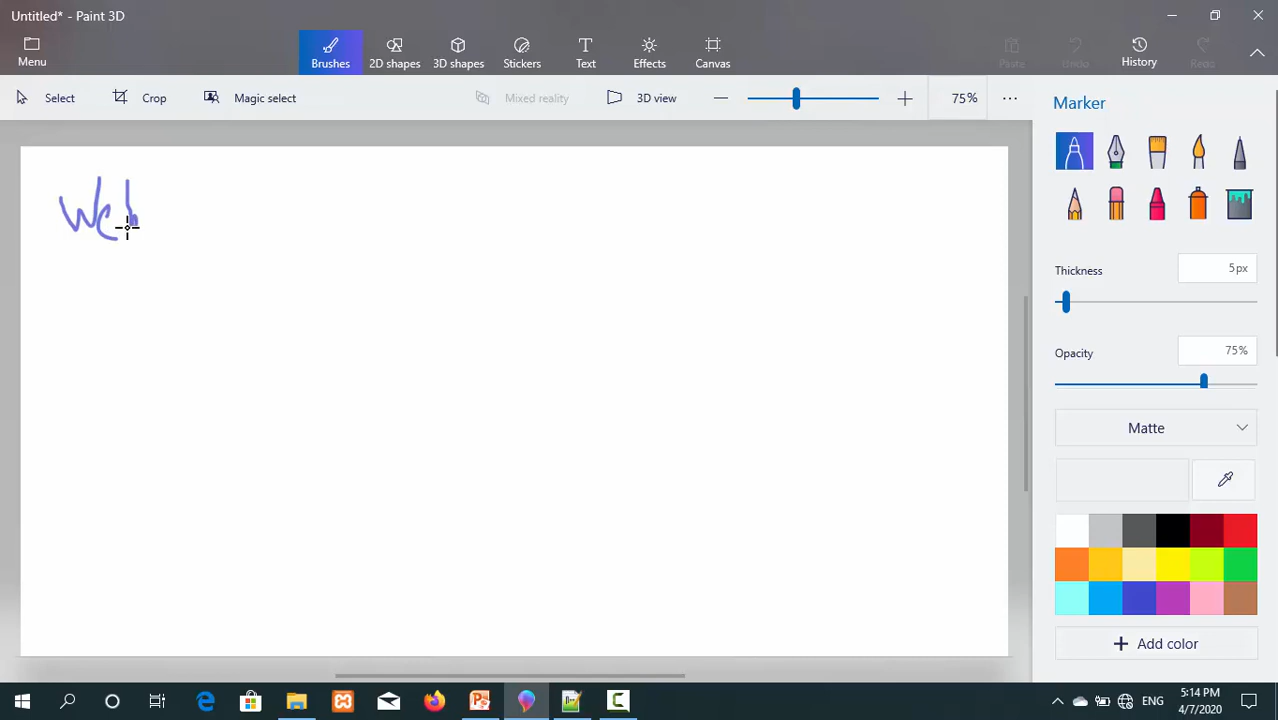 Untitled* - Paint 3D
Menu
Brushes
2D shapes
3D shapes
Stickers
Text
Effects
Canvas
Paste
Undo
History
Redo
Select
Crop
Magic select
Mixed reality
3D view
75%
Marker
Web
Thickness
5px
Opacity
75%
Matte
Add color
ENG
5:14 PM
4/7/2020